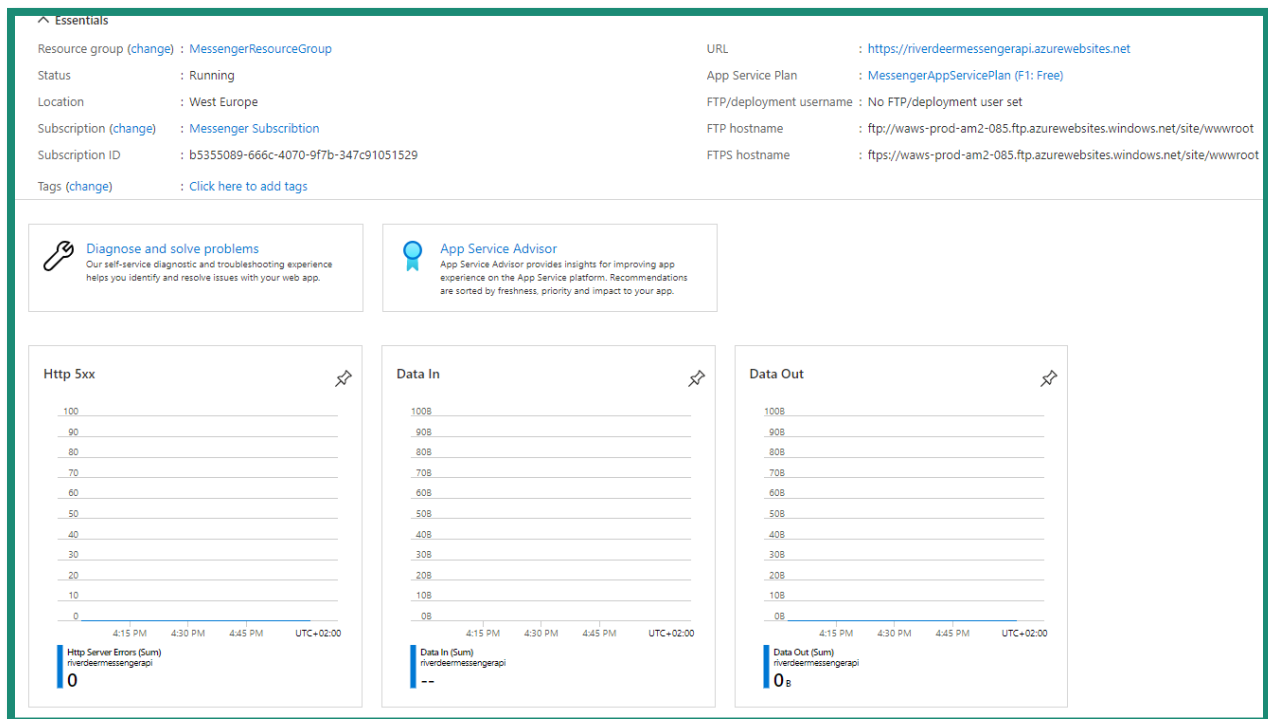 Essentials
Resource group (change) : MessengerResourceGroup
Status : Running
Location : West Europe
Subscription (change) : Messenger Subscribtion
Subscription ID : b5355089-666c-4070-9f7b-347c91051529
Tags (change) : Click here to add tags
URL : https://riverdeermessengerapi.azurewebsites.net
App Service Plan : MessengerAppServicePlan (F1: Free)
FTP/deployment username : No FTP/deployment user set
FTP hostname : ftp://waws-prod-am2-085.ftp.azurewebsites.windows.net/site/wwwroot
FTPS hostname : ftps://waws-prod-am2-085.ftp.azurewebsites.windows.net/site/wwwroot
Diagnose and solve problems
Our self-service diagnostic and troubleshooting experience
helps you identify and resolve issues with your web app.
App Service Advisor
App Service Advisor provides insights for improving app
experience on the App Service platform. Recommendations
are sorted by freshness, priority and impact to your app.
Http 5xx
100
90
80
70
60
50
40
30
20
10
0
4:15 PM 4:30 PM 4:45 PM UTC+02:00
Http Server Errors (Sum)
riverdeermessengerapi
0
Data In
100B
90B
80B
70B
60B
50B
40B
30B
20B
10B
0B
4:15 PM 4:30 PM 4:45 PM UTC+02:00
Data In (Sum)
riverdeermessengerapi
--
Data Out
100B
90B
80B
70B
60B
50B
40B
30B
20B
10B
0B
4:15 PM 4:30 PM 4:45 PM UTC+02:00
Data Out (Sum)
riverdeermessengerapi
0 B